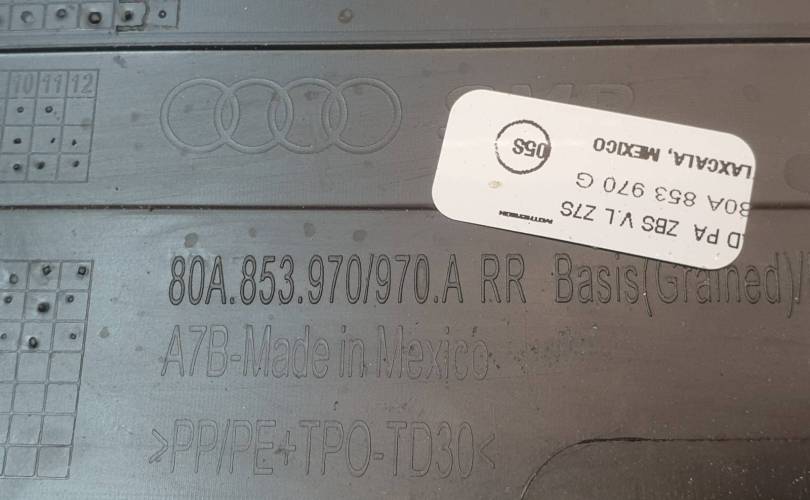 10 11 12
80A.853.970/970.A RR Basis(Grained)/
A7B-Made in Mexico
>PP/PE+TPO-TD30<
D PA ZBS V.L Z7S
80A 853 970 G
LAXCALA, MEXICO
05S
MOTHERSON